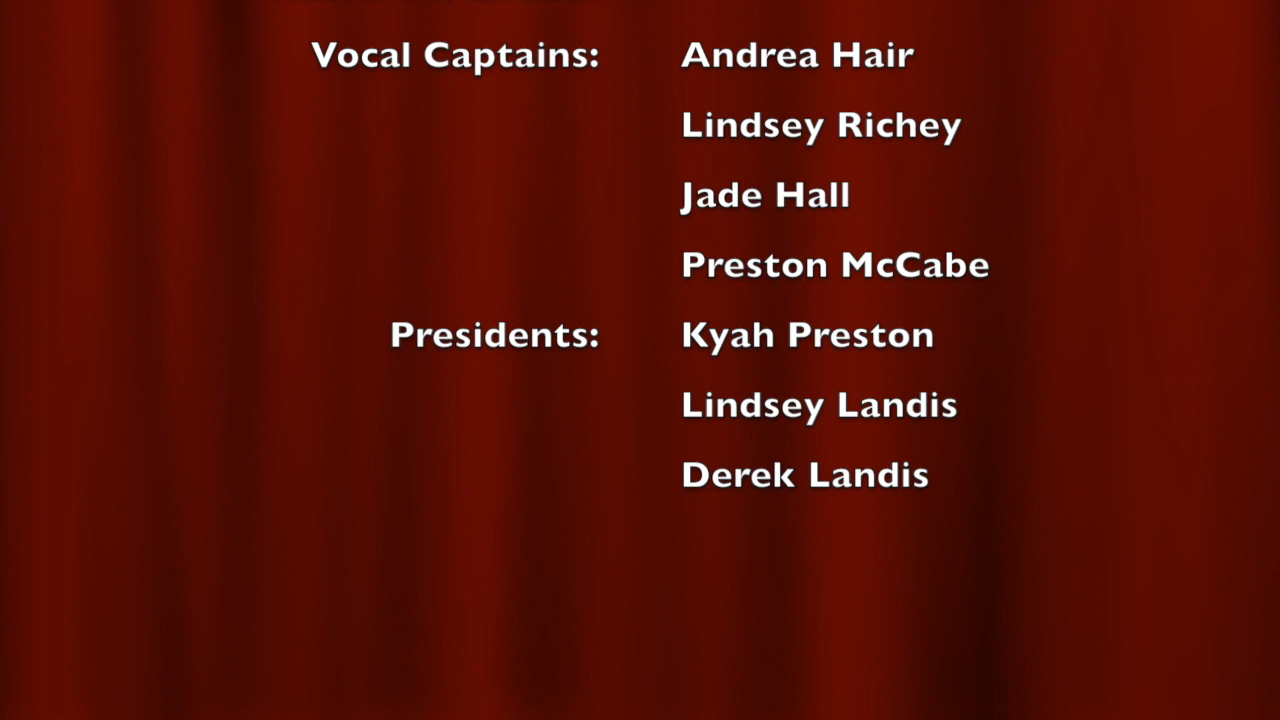 Vocal Captains: Andrea Hair
Lindsey Richey
Jade Hall
Preston McCabe
Presidents: Kyah Preston
Lindsey Landis
Derek Landis